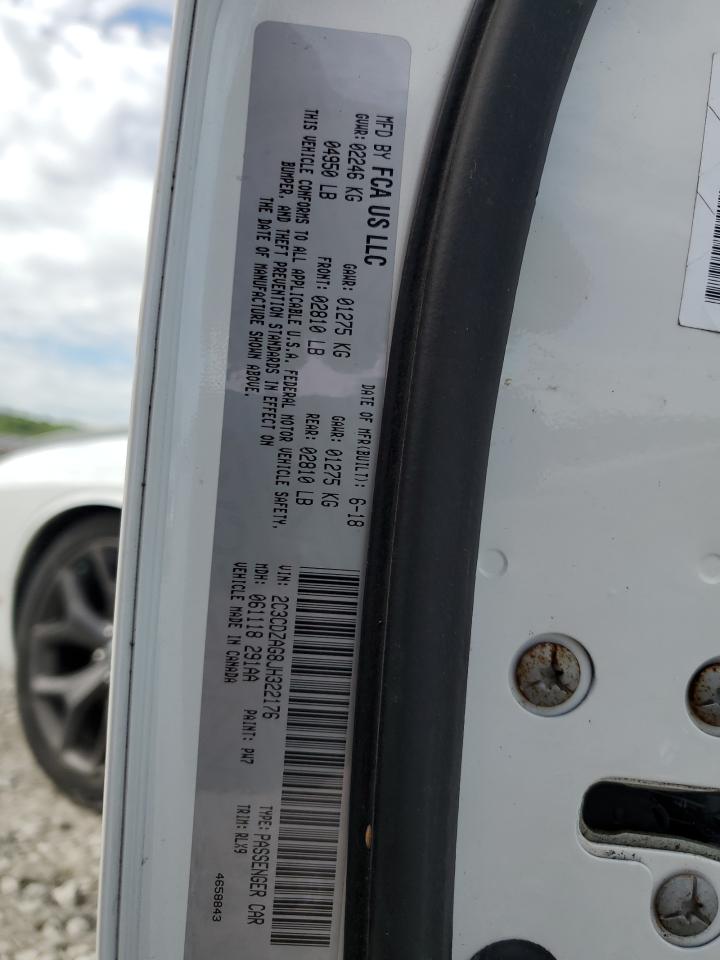 MFD BY FCA US LLC
DATE OF MFR(BUILT): 6-18
GVWR: 02246 KG GAWR: 01275 KG GAWR: 01275 KG
04950 LB FRONT: 02810 LB REAR: 02810 LB
THIS VEHICLE CONFORMS TO ALL APPLICABLE U.S.A. FEDERAL MOTOR VEHICLE SAFETY,
BUMPER, AND THEFT PREVENTION STANDARDS IN EFFECT ON
THE DATE OF MANUFACTURE SHOWN ABOVE.
VIN: 2C3CDZAG8JH322176 TYPE: PASSENGER CAR
MDH: 061118 291AA PAINT: PW7 TRIM: RLX9
VEHICLE MADE IN CANADA 4658843